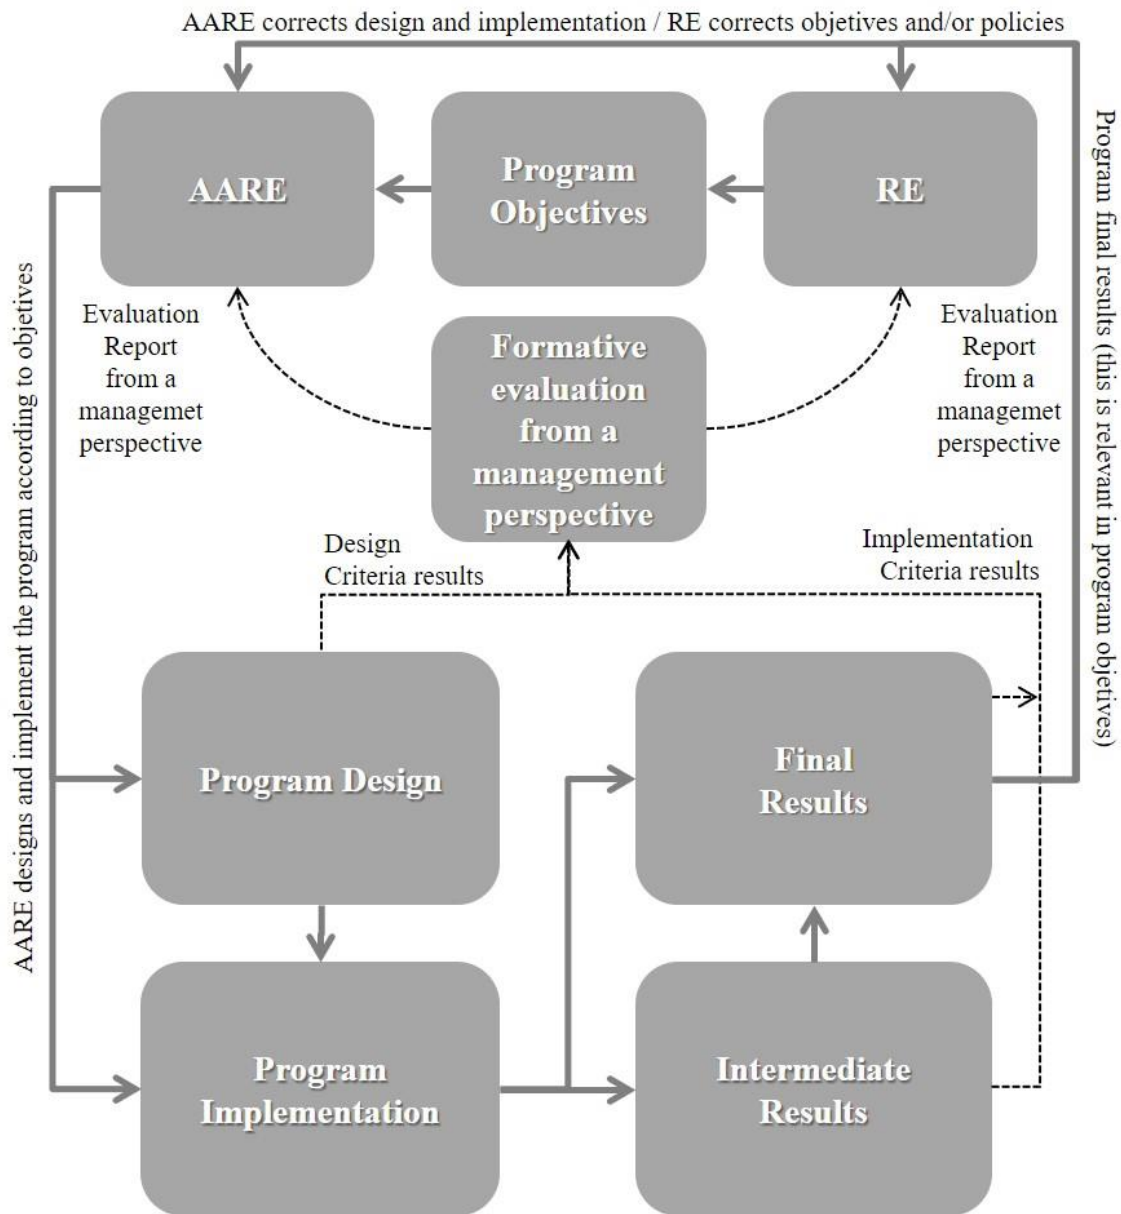 AARE corrects design and implementation / RE corrects objetives and/or policies
AARE
Program
Objectives
RE
Program final results (this is relevant in program objetives)
AARE designs and implement the program according to objetives
Evaluation
Report
from a
managemet
perspective
Formative
evaluation
from a
management
perspective
Evaluation
Report
from a
managemet
perspective
Design
Criteria results
Implementation
Criteria results
Program Design
Final
Results
Program
Implementation
Intermediate
Results